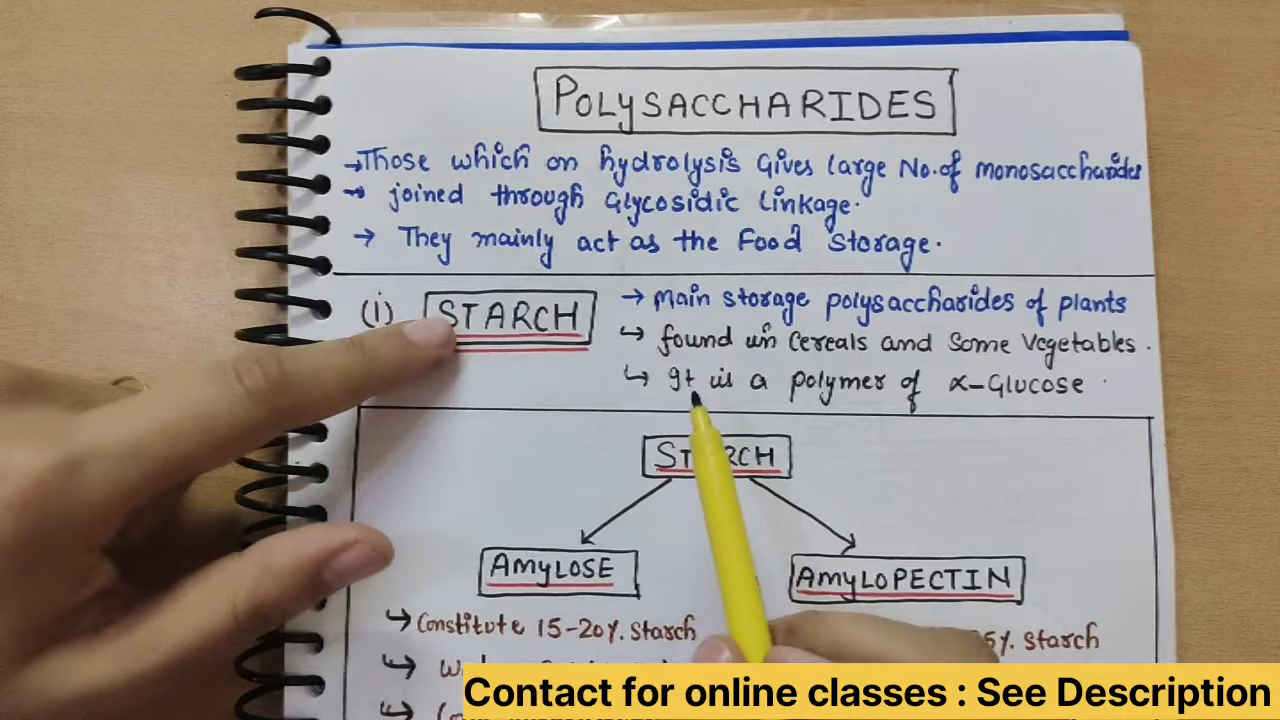 POLYSACCHARIDES
→Those which on hydrolysis Gives large No. of monosaccharides
→ joined through Glycosidic Linkage.
→ They mainly act as the Food Storage.
(i) STARCH
→ Main storage polysaccharides of plants
↳ found in Cereals and Some Vegetables.
↳ It is a polymer of α-Glucose
STARCH
AMYLOSE
AMYLOPECTIN
↳ Constitute 15-20%. Starch
5%. Starch
Contact for online classes : See Description